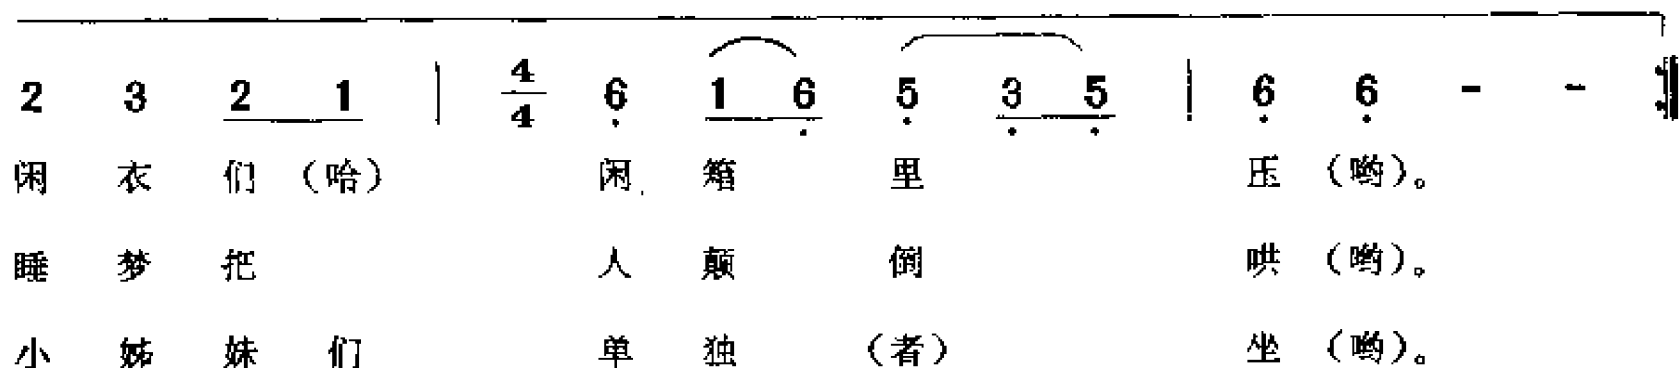 2 3 2 1 | 4/4 6 1 6 5 3 5 | 6 6 - -
闲 衣 们 (哈) 闲 箱 里 压 (哟)。
睡 梦 把 人 颠 倒 哄 (哟)。
小 姊 妹 们 单 独 (者) 坐 (哟)。